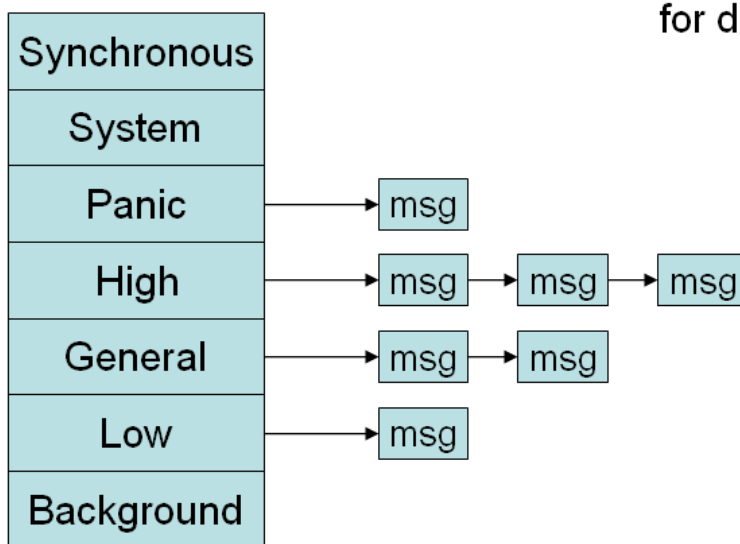 for d
Synchronous
System
Panic msg
High msg msg msg
General msg msg
Low msg
Background